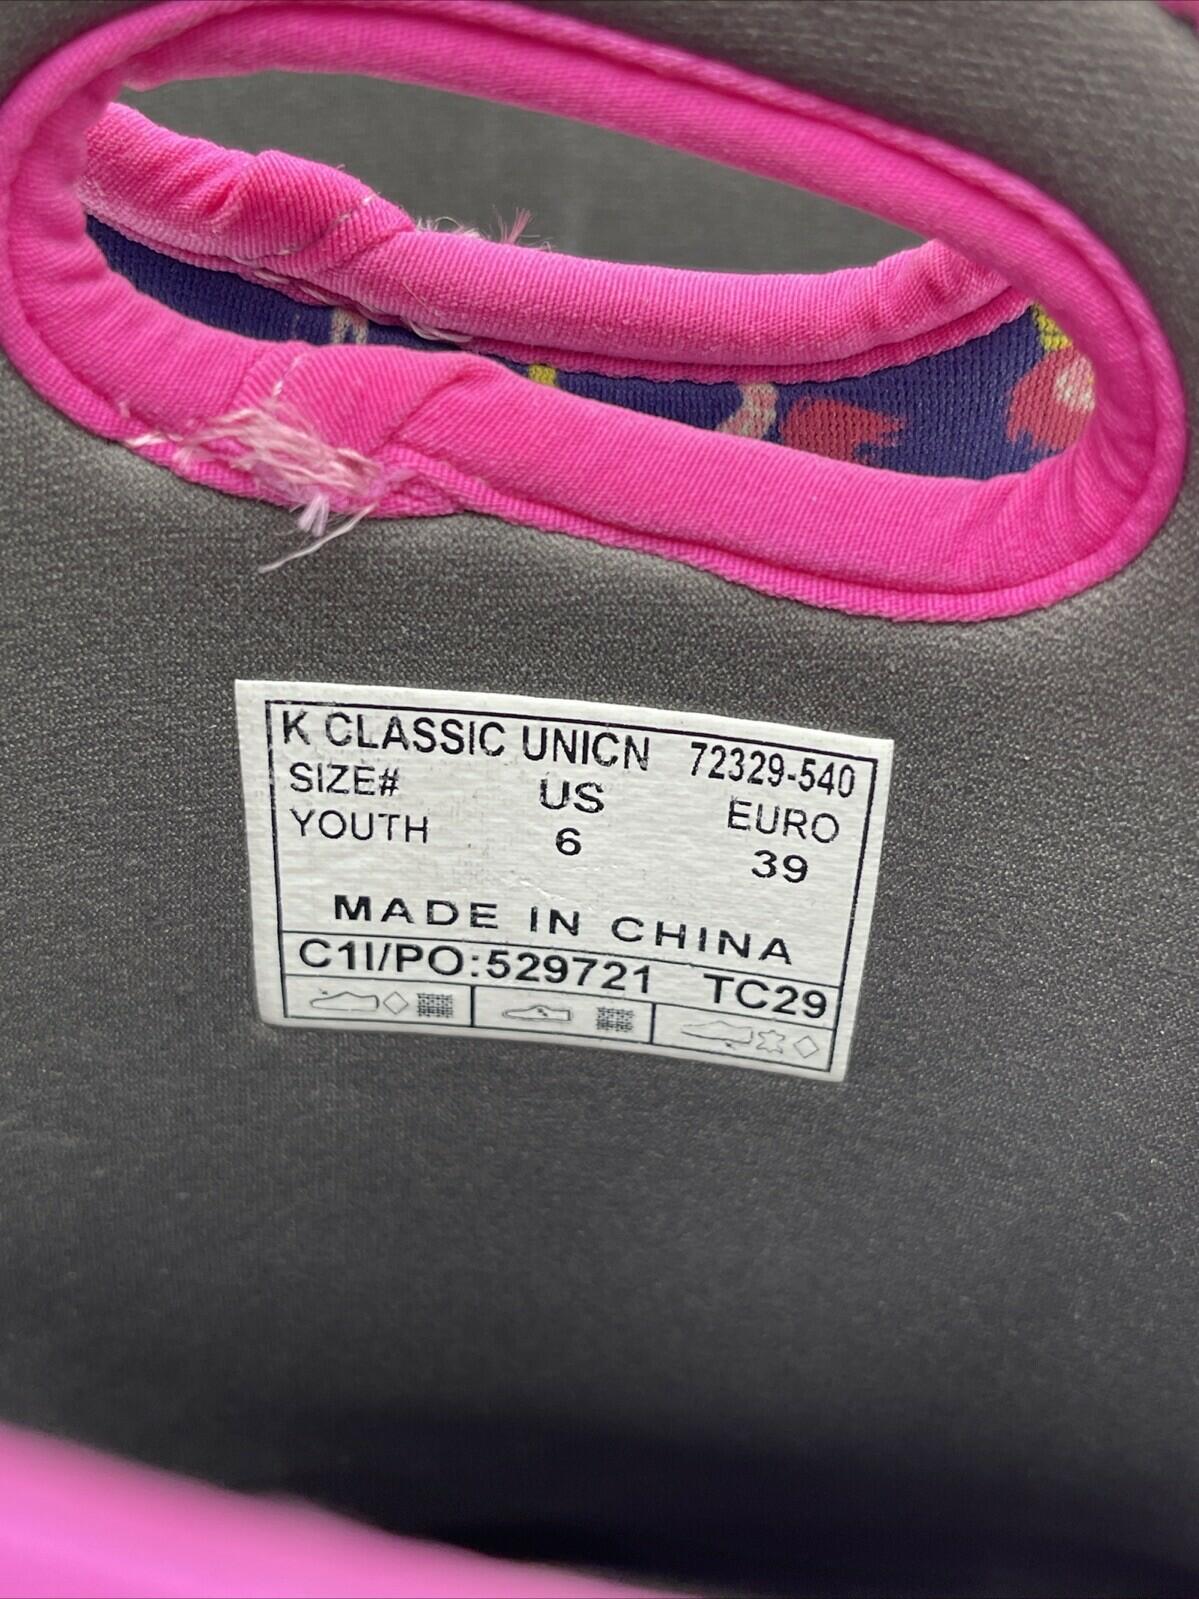 K CLASSIC UNICN 72329-540
SIZE# US EURO
YOUTH 6 39
MADE IN CHINA
C1I/PO:529721 TC29